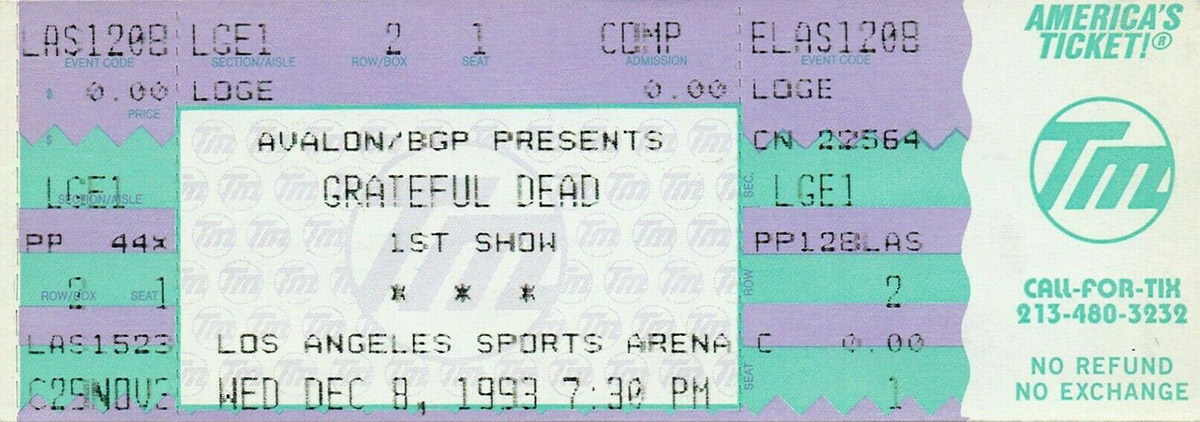 LAS1208 LGE1 2 1 COMP ELAS1208
EVENT CODE SECTION/AISLE ROW/BOX SEAT ADMISSION EVENT CODE
$ 0.00 LOGE 0.00 LOGE
PRICE
$
AVALON/BGP PRESENTS
GRATEFUL DEAD
1ST SHOW
* * *
LOS ANGELES SPORTS ARENA
WED DEC 8, 1993 7:30 PM
LGE1
SECTION/AISLE
PP 44x
2 1
ROW/BOX SEAT
LAS1523
C29NOV2
CN 22564
SEC.
LGE1
PP128LAS
ROW
2
C 0.00
SEAT
1
AMERICA'S
TICKET!®
Tm
CALL-FOR-TIX
213-480-3232
NO REFUND
NO EXCHANGE